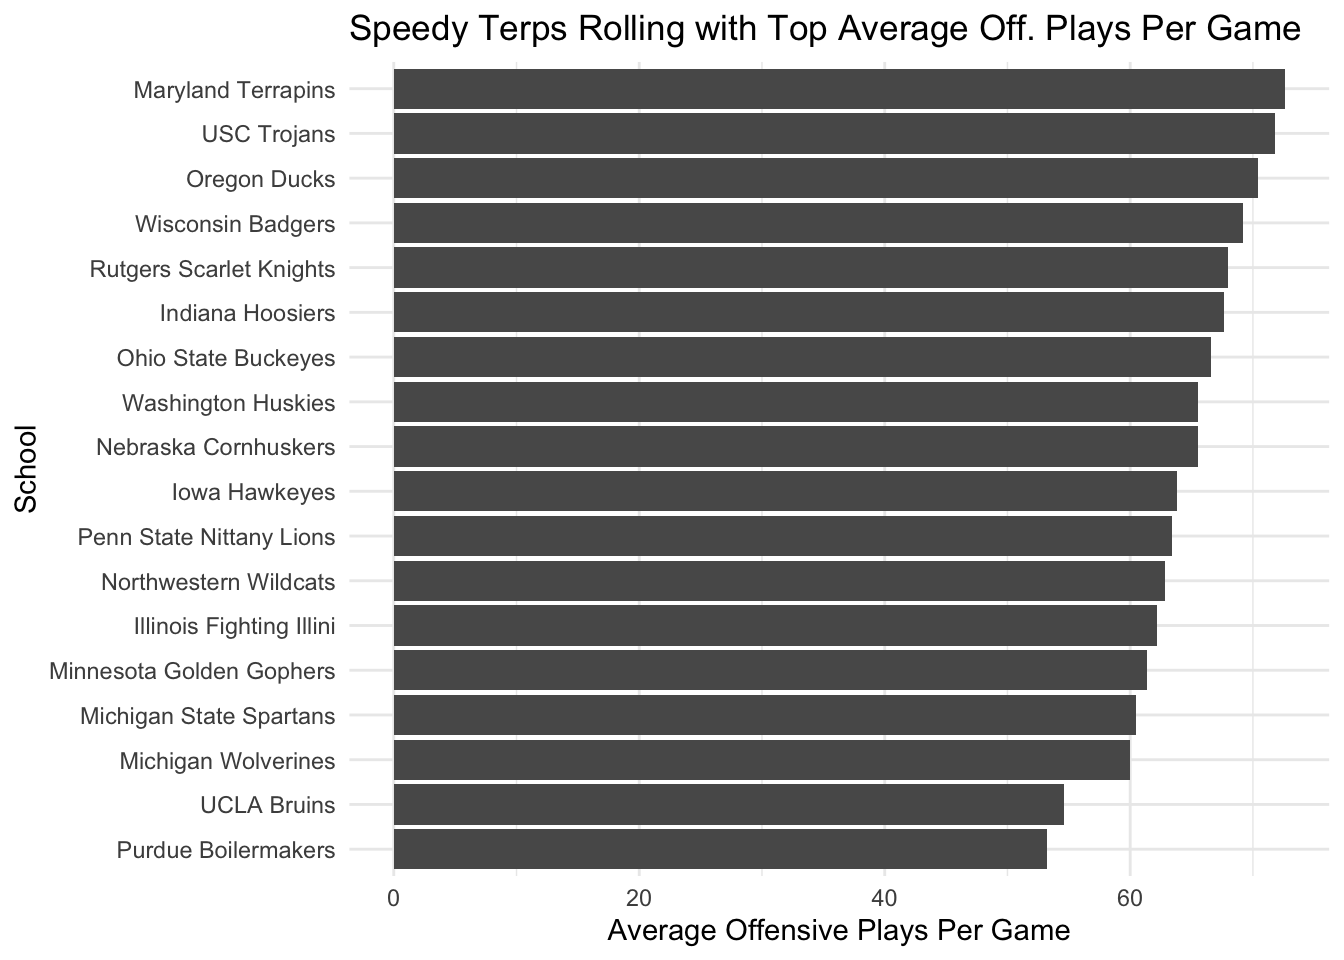 Speedy Terps Rolling with Top Average Off. Plays Per Game
School
Maryland Terrapins
USC Trojans
Oregon Ducks
Wisconsin Badgers
Rutgers Scarlet Knights
Indiana Hoosiers
Ohio State Buckeyes
Washington Huskies
Nebraska Cornhuskers
Iowa Hawkeyes
Penn State Nittany Lions
Northwestern Wildcats
Illinois Fighting Illini
Minnesota Golden Gophers
Michigan State Spartans
Michigan Wolverines
UCLA Bruins
Purdue Boilermakers
0 20 40 60
Average Offensive Plays Per Game